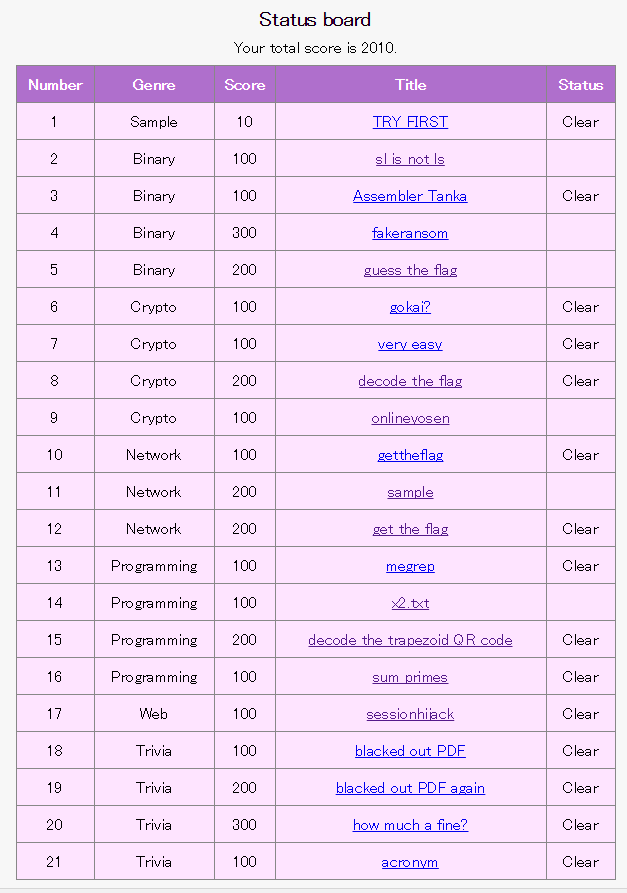 Status board
Your total score is 2010.
Number Genre Score Title Status
1 Sample 10 TRY FIRST Clear
2 Binary 100 sl is not ls
3 Binary 100 Assembler Tanka Clear
4 Binary 300 fakeransom
5 Binary 200 guess the flag
6 Crypto 100 gokai? Clear
7 Crypto 100 very easy Clear
8 Crypto 200 decode the flag Clear
9 Crypto 100 onlinevosen
10 Network 100 gettheflag Clear
11 Network 200 sample
12 Network 200 get the flag Clear
13 Programming 100 megrep Clear
14 Programming 100 x2.txt
15 Programming 200 decode the trapezoid QR code Clear
16 Programming 100 sum primes Clear
17 Web 100 sessionhijack Clear
18 Trivia 100 blacked out PDF Clear
19 Trivia 200 blacked out PDF again Clear
20 Trivia 300 how much a fine? Clear
21 Trivia 100 acronym Clear